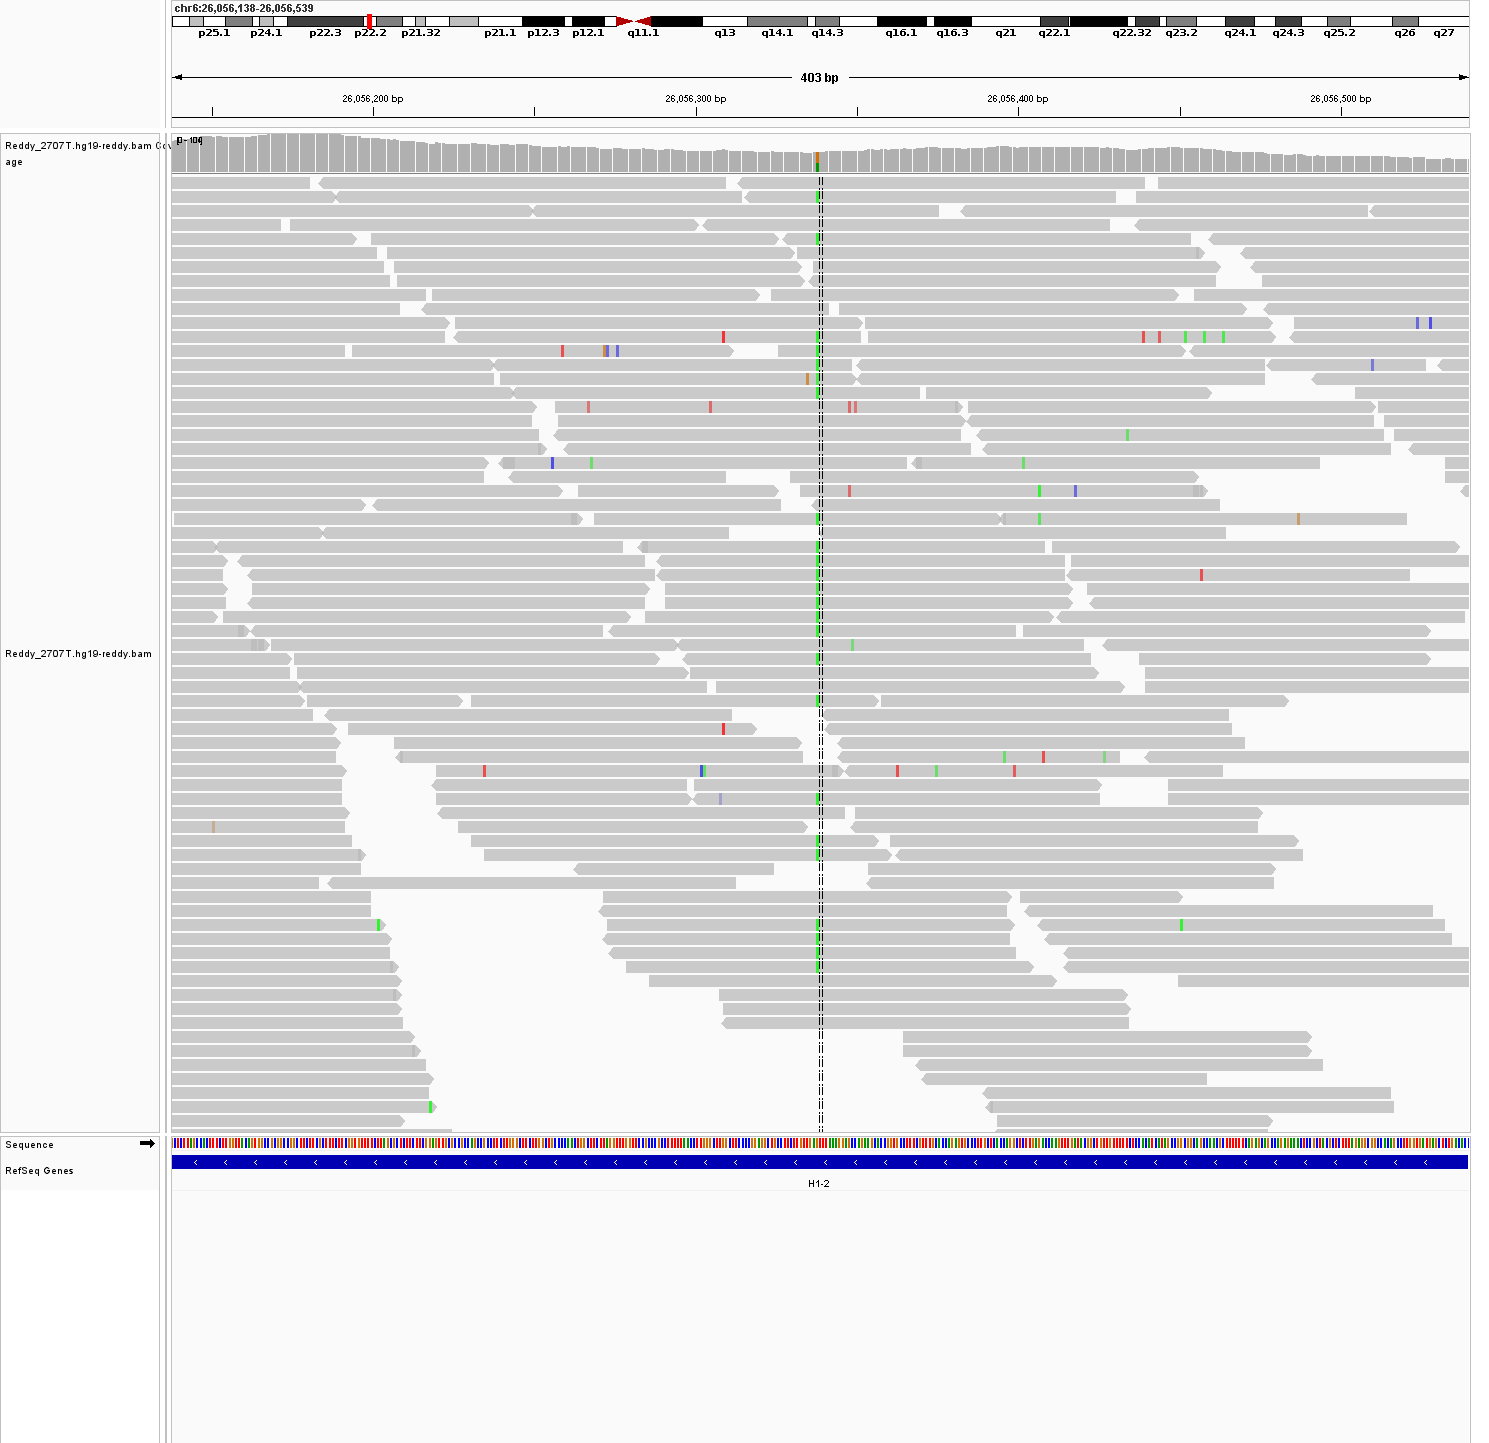 chr6:26,056,138-26,056,539
p25.1 p24.1 p22.3 p22.2 p21.32 p21.1 p12.3 p12.1 q11.1 q13 q14.1 q14.3 q16.1 q16.3 q21 q22.1 q22.32 q23.2 q24.1 q24.3 q25.2 q26 q27
403 bp
26,056,200 bp 26,056,300 bp 26,056,400 bp 26,056,500 bp
Reddy_2707T.hg19-reddy.bam Cov
age
Reddy_2707T.hg19-reddy.bam
Sequence
RefSeq Genes
H1-2